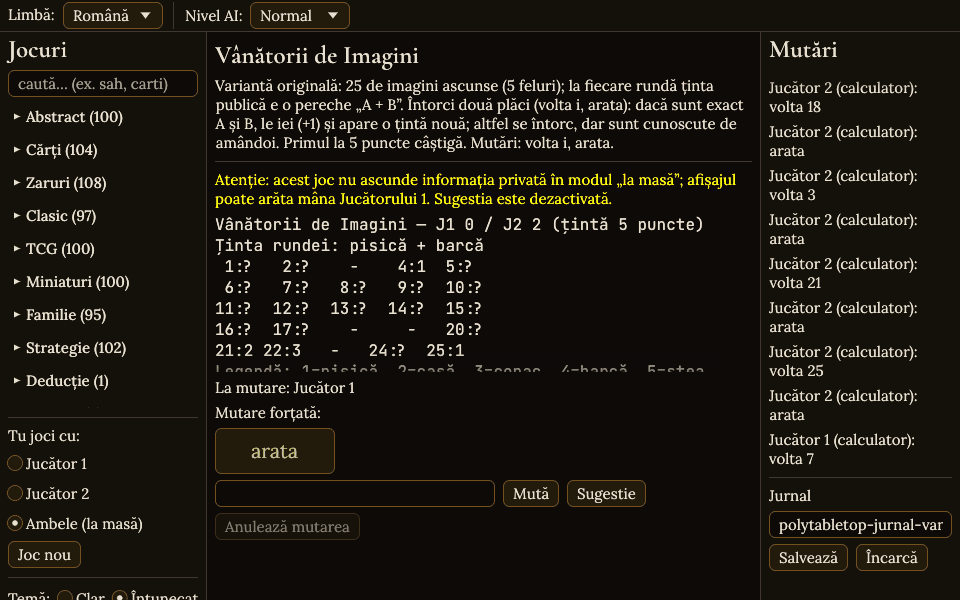 Limbă: Română ▼ Nivel AI: Normal ▼
Jocuri
caută... (ex. sah, carti)
▸ Abstract (100)
▸ Cărți (104)
▸ Zaruri (108)
▸ Clasic (97)
▸ TCG (100)
▸ Miniaturi (100)
▸ Familie (95)
▸ Strategie (102)
▸ Deducție (1)
Tu joci cu:
Jucător 1
Jucător 2
Ambele (la masă)
Joc nou
Temă: Clar Întunecat
Vânătorii de Imagini
Variantă originală: 25 de imagini ascunse (5 feluri); la fiecare rundă ținta
publică e o pereche „A + B”. Întorci două plăci (volta i, arata): dacă sunt exact
A și B, le iei (+1) și apare o țintă nouă; altfel se întorc, dar sunt cunoscute de
amândoi. Primul la 5 puncte câștigă. Mutări: volta i, arata.
Atenție: acest joc nu ascunde informația privată în modul „la masă”; afișajul
poate arăta mâna Jucătorului 1. Sugestia este dezactivată.
Vânătorii de Imagini — J1 0 / J2 2 (țintă 5 puncte)
Ținta rundei: pisică + barcă
1:? 2:? - 4:1 5:?
6:? 7:? 8:? 9:? 10:?
11:? 12:? 13:? 14:? 15:?
16:? 17:? - - 20:?
21:2 22:3 - 24:? 25:1
Legendă: 1=pisică 2=casă 3=copac 4=barcă 5=stea
La mutare: Jucător 1
Mutare forțată:
arata
Mută Sugestie
Anulează mutarea
Mutări
Jucător 2 (calculator):
volta 18
Jucător 2 (calculator):
arata
Jucător 2 (calculator):
volta 3
Jucător 2 (calculator):
arata
Jucător 2 (calculator):
volta 21
Jucător 2 (calculator):
arata
Jucător 2 (calculator):
volta 25
Jucător 2 (calculator):
arata
Jucător 1 (calculator):
volta 7
Jurnal
polytabletop-jurnal-var
Salvează Încarcă